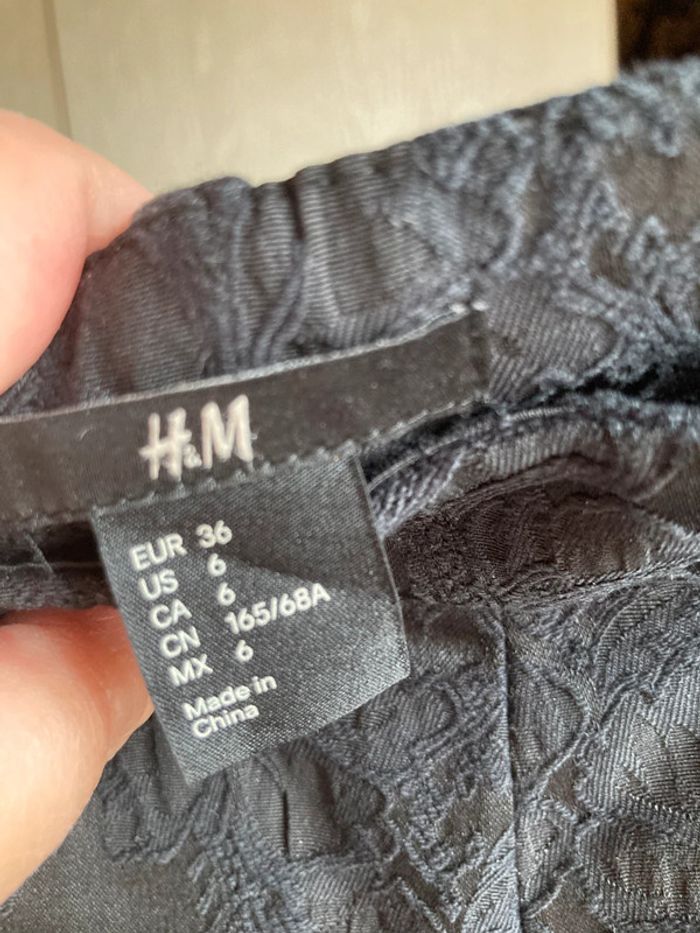 H&M
EUR 36
US 6
CA 6
CN 165/68A
MX 6
Made in
China